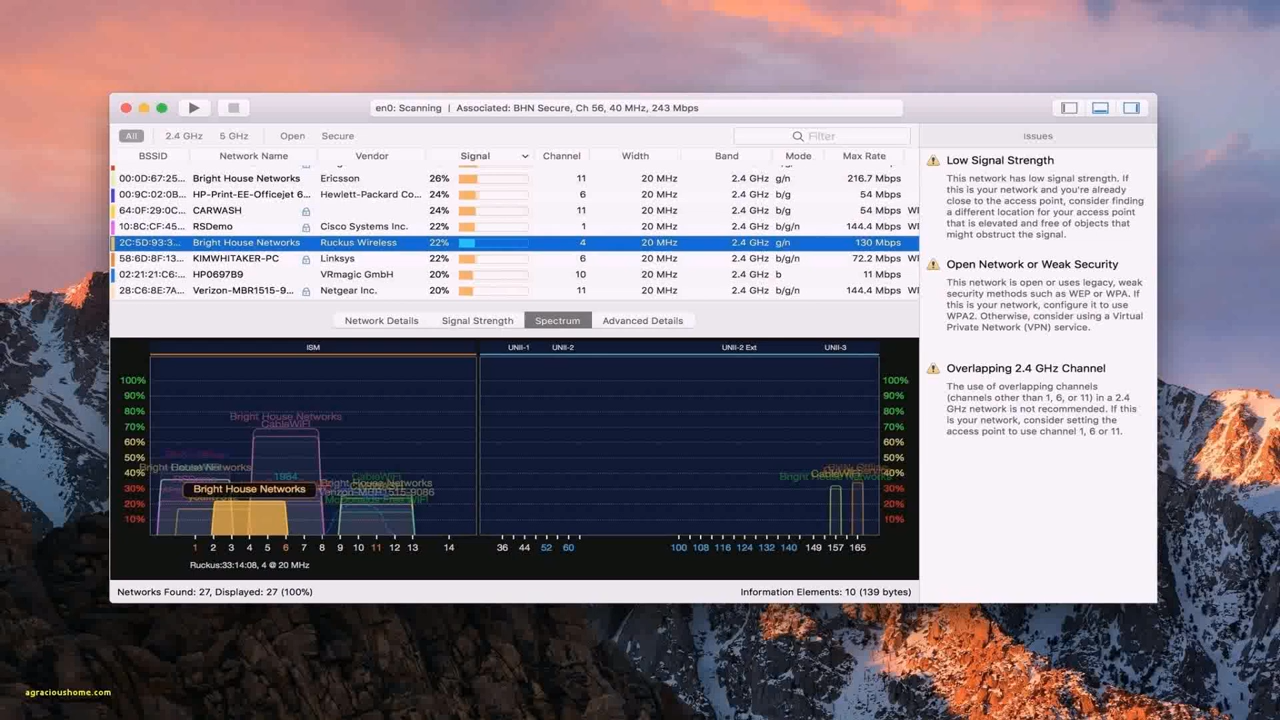 en0: Scanning | Associated: BHN Secure, Ch 56, 40 MHz, 243 Mbps
All 2.4 GHz 5 GHz Open Secure Filter
BSSID Network Name Vendor Signal Channel Width Band Mode Max Rate
00:0D:67:25... Bright House Networks Ericsson 26% 11 20 MHz 2.4 GHz g/n 216.7 Mbps
00:9C:02:0B... HP-Print-EE-Officejet 6... Hewlett-Packard Co... 24% 6 20 MHz 2.4 GHz b/g 54 Mbps
64:0F:29:0C... CARWASH 24% 11 20 MHz 2.4 GHz b/g 54 Mbps
10:8C:CF:45... RSDemo Cisco Systems Inc. 22% 1 20 MHz 2.4 GHz b/g/n 144.4 Mbps
2C:5D:93:3... Bright House Networks Ruckus Wireless 22% 4 20 MHz 2.4 GHz g/n 130 Mbps
58:6D:8F:13... KIMWHITAKER-PC Linksys 22% 6 20 MHz 2.4 GHz b/g/n 72.2 Mbps
02:21:21:C6:... HP0697B9 VRmagic GmbH 20% 10 20 MHz 2.4 GHz b 11 Mbps
28:C6:8E:7A... Verizon-MBR1515-9... Netgear Inc. 20% 11 20 MHz 2.4 GHz b/g/n 144.4 Mbps
Network Details Signal Strength Spectrum Advanced Details
ISM UNII-1 UNII-2 UNII-2 Ext UNII-3
100% 100%
90% 90%
80% 80%
Bright House Networks
CableWiFi
70% 70%
60% 60%
50% 50%
40% 1984 40%
30% Bright House Networks 30%
20% 20%
10% 10%
1 2 3 4 5 6 7 8 9 10 11 12 13 14 36 44 52 60 100 108 116 124 132 140 149 157 165
Ruckus:33:14:08, 4 @ 20 MHz
Networks Found: 27, Displayed: 27 (100%) Information Elements: 10 (139 bytes)
Issues
Low Signal Strength
This network has low signal strength. If
this is your network and you're already
close to the access point, consider finding
a different location for your access point
that is elevated and free of objects that
might obstruct the signal.
Open Network or Weak Security
This network is open or uses legacy, weak
security methods such as WEP or WPA. If
this is your network, configure it to use
WPA2. Otherwise, consider using a Virtual
Private Network (VPN) service.
Overlapping 2.4 GHz Channel
The use of overlapping channels
(channels other than 1, 6, or 11) in a 2.4
GHz network is not recommended. If this
is your network, consider setting the
access point to use channel 1, 6 or 11.
agracioushome.com